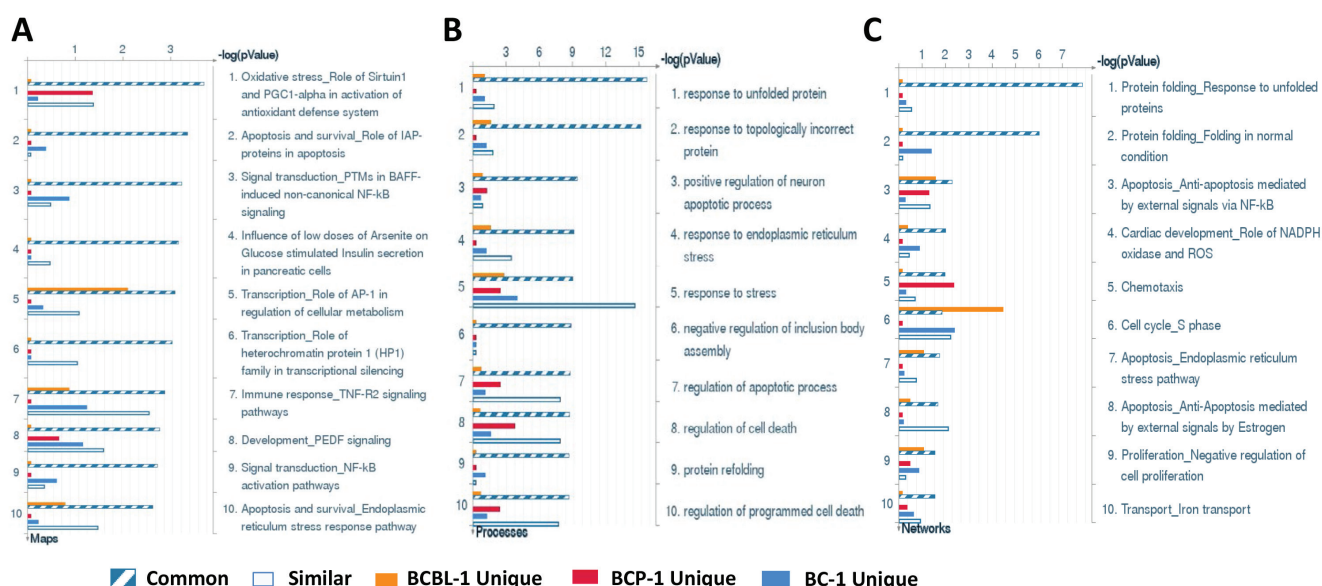 A
B
C
1 2 3
-log(pValue)
3 6 9 12 15
-log(pValue)
1 2 3 4 5 6 7
-log(pValue)
1
2
3
4
5
6
7
8
9
10
Maps
1. Oxidative stress_Role of Sirtuin1
and PGC1-alpha in activation of
antioxidant defense system
2. Apoptosis and survival_Role of IAP-
proteins in apoptosis
3. Signal transduction_PTMs in BAFF-
induced non-canonical NF-kB
signaling
4. Influence of low doses of Arsenite on
Glucose stimulated Insulin secretion
in pancreatic cells
5. Transcription_Role of AP-1 in
regulation of cellular metabolism
6. Transcription_Role of
heterochromatin protein 1 (HP1)
family in transcriptional silencing
7. Immune response_TNF-R2 signaling
pathways
8. Development_PEDF signaling
9. Signal transduction_NF-kB
activation pathways
10. Apoptosis and survival_Endoplasmic
reticulum stress response pathway
1
2
3
4
5
6
7
8
9
10
Processes
1. response to unfolded protein
2. response to topologically incorrect
protein
3. positive regulation of neuron
apoptotic process
4. response to endoplasmic reticulum
stress
5. response to stress
6. negative regulation of inclusion body
assembly
7. regulation of apoptotic process
8. regulation of cell death
9. protein refolding
10. regulation of programmed cell death
1
2
3
4
5
6
7
8
9
10
Networks
1. Protein folding_Response to unfolded
proteins
2. Protein folding_Folding in normal
condition
3. Apoptosis_Anti-apoptosis mediated
by external signals via NF-kB
4. Cardiac development_Role of NADPH
oxidase and ROS
5. Chemotaxis
6. Cell cycle_S phase
7. Apoptosis_Endoplasmic reticulum
stress pathway
8. Apoptosis_Anti-Apoptosis mediated
by external signals by Estrogen
9. Proliferation_Negative regulation of
cell proliferation
10. Transport_Iron transport
Common Similar BCBL-1 Unique BCP-1 Unique BC-1 Unique